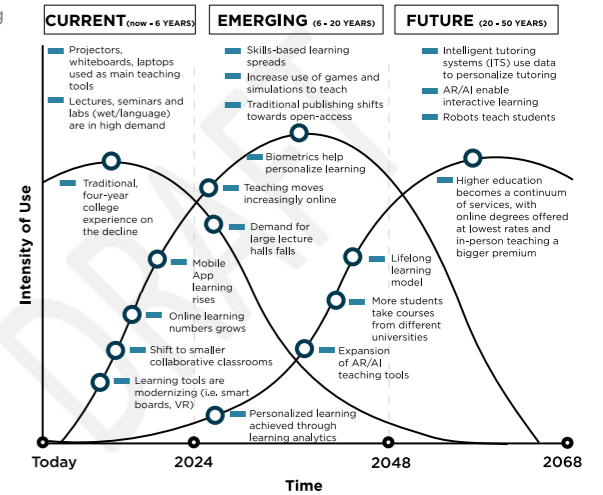 g
CURRENT (now - 6 YEARS)
EMERGING (6 - 20 YEARS)
FUTURE (20 - 50 YEARS)
Projectors,
whiteboards, laptops
used as main teaching
tools
Lectures, seminars and
labs (wet/language)
are in high demand
Skills-based learning
spreads
Increase use of games and
simulations to teach
Traditional publishing shifts
towards open-access
Intelligent tutoring
systems (ITS) use data
to personalize tutoring
AR/AI enable
interactive learning
Robots teach students
Traditional,
four-year
college
experience on
the decline
Biometrics help
personalize learning
Teaching moves
increasingly online
Demand for
large lecture
halls falls
Higher education
becomes a continuum
of services, with
online degrees offered
at lowest rates and
in-person teaching a
bigger premium
Mobile
App
learning
rises
Lifelong
learning
model
Online learning
numbers grows
More students
take courses
from different
universities
Shift to smaller
collaborative classrooms
Expansion
of AR/AI
teaching tools
Learning tools are
modernizing (i.e. smart
boards, VR)
Personalized learning
achieved through
learning analytics
Intensity of Use
Today
2024
2048
2068
Time
DRAFT